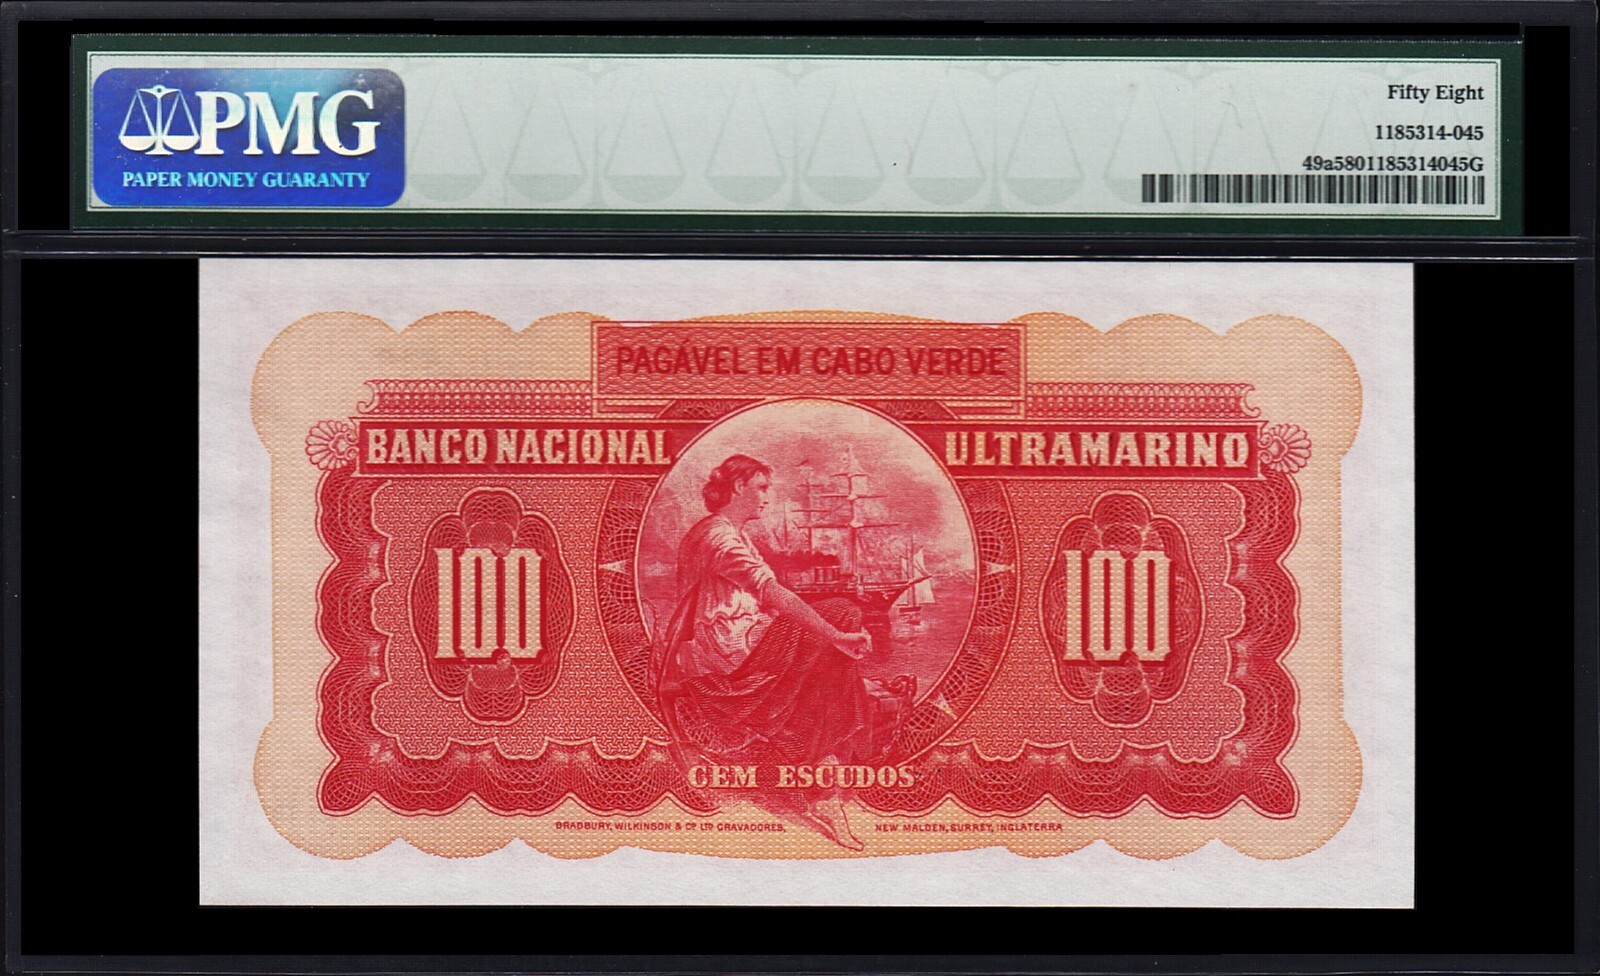 PMG
PAPER MONEY GUARANTY
Fifty Eight
1185314-045
49a5801185314045G
PAGÁVEL EM CABO VERDE
BANCO NACIONAL ULTRAMARINO
100 100
CEM ESCUDOS
BRADBURY, WILKINSON & Cº LTD GRAVADORES, NEW MALDEN, SURREY, INGLATERRA